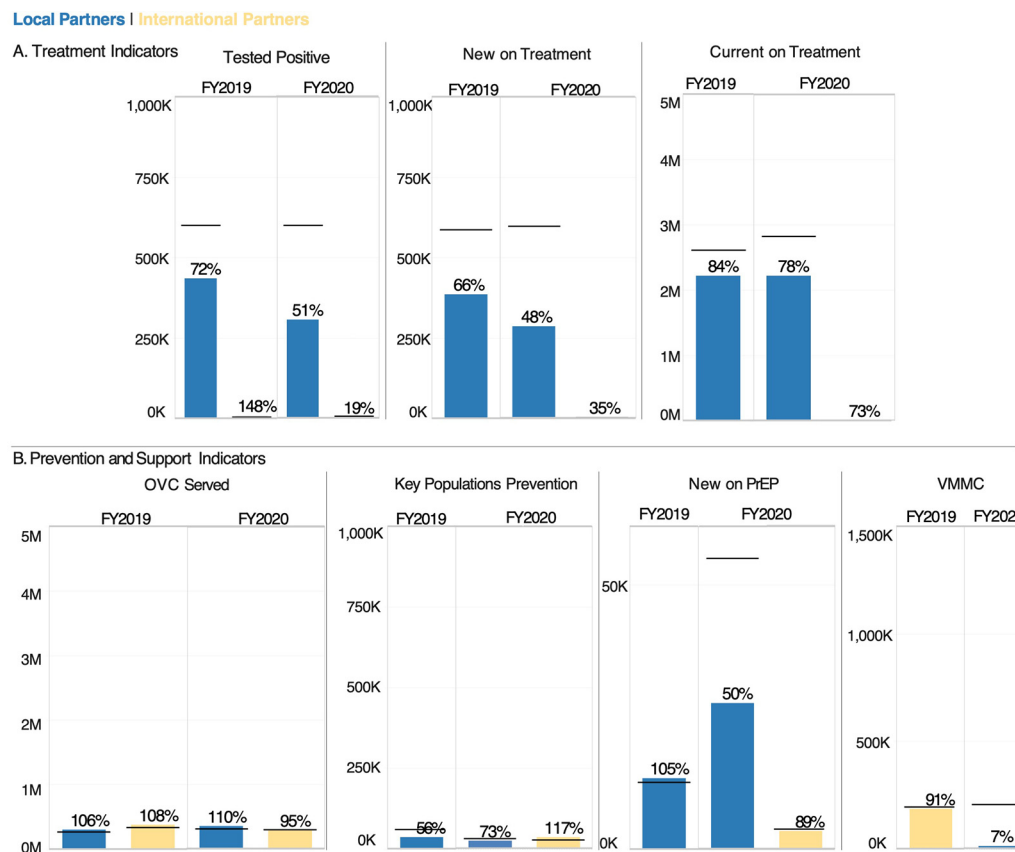 Local Partners | International Partners
A. Treatment Indicators
Tested Positive
New on Treatment
Current on Treatment
FY2019 FY2020
FY2019 FY2020
FY2019 FY2020
1,000K
750K
500K
250K
0K
72%
148%
51%
19%
1,000K
750K
500K
250K
0K
66%
48%
35%
5M
4M
3M
2M
1M
0M
84%
78%
73%
B. Prevention and Support Indicators
OVC Served
Key Populations Prevention
New on PrEP
VMMC
FY2019 FY2020
FY2019 FY2020
FY2019 FY2020
FY2019 FY202
5M
4M
3M
2M
1M
0M
106%
108%
110%
95%
1,000K
750K
500K
250K
0K
56%
73%
117%
50K
0K
105%
50%
89%
1,500K
1,000K
500K
0K
91%
7%